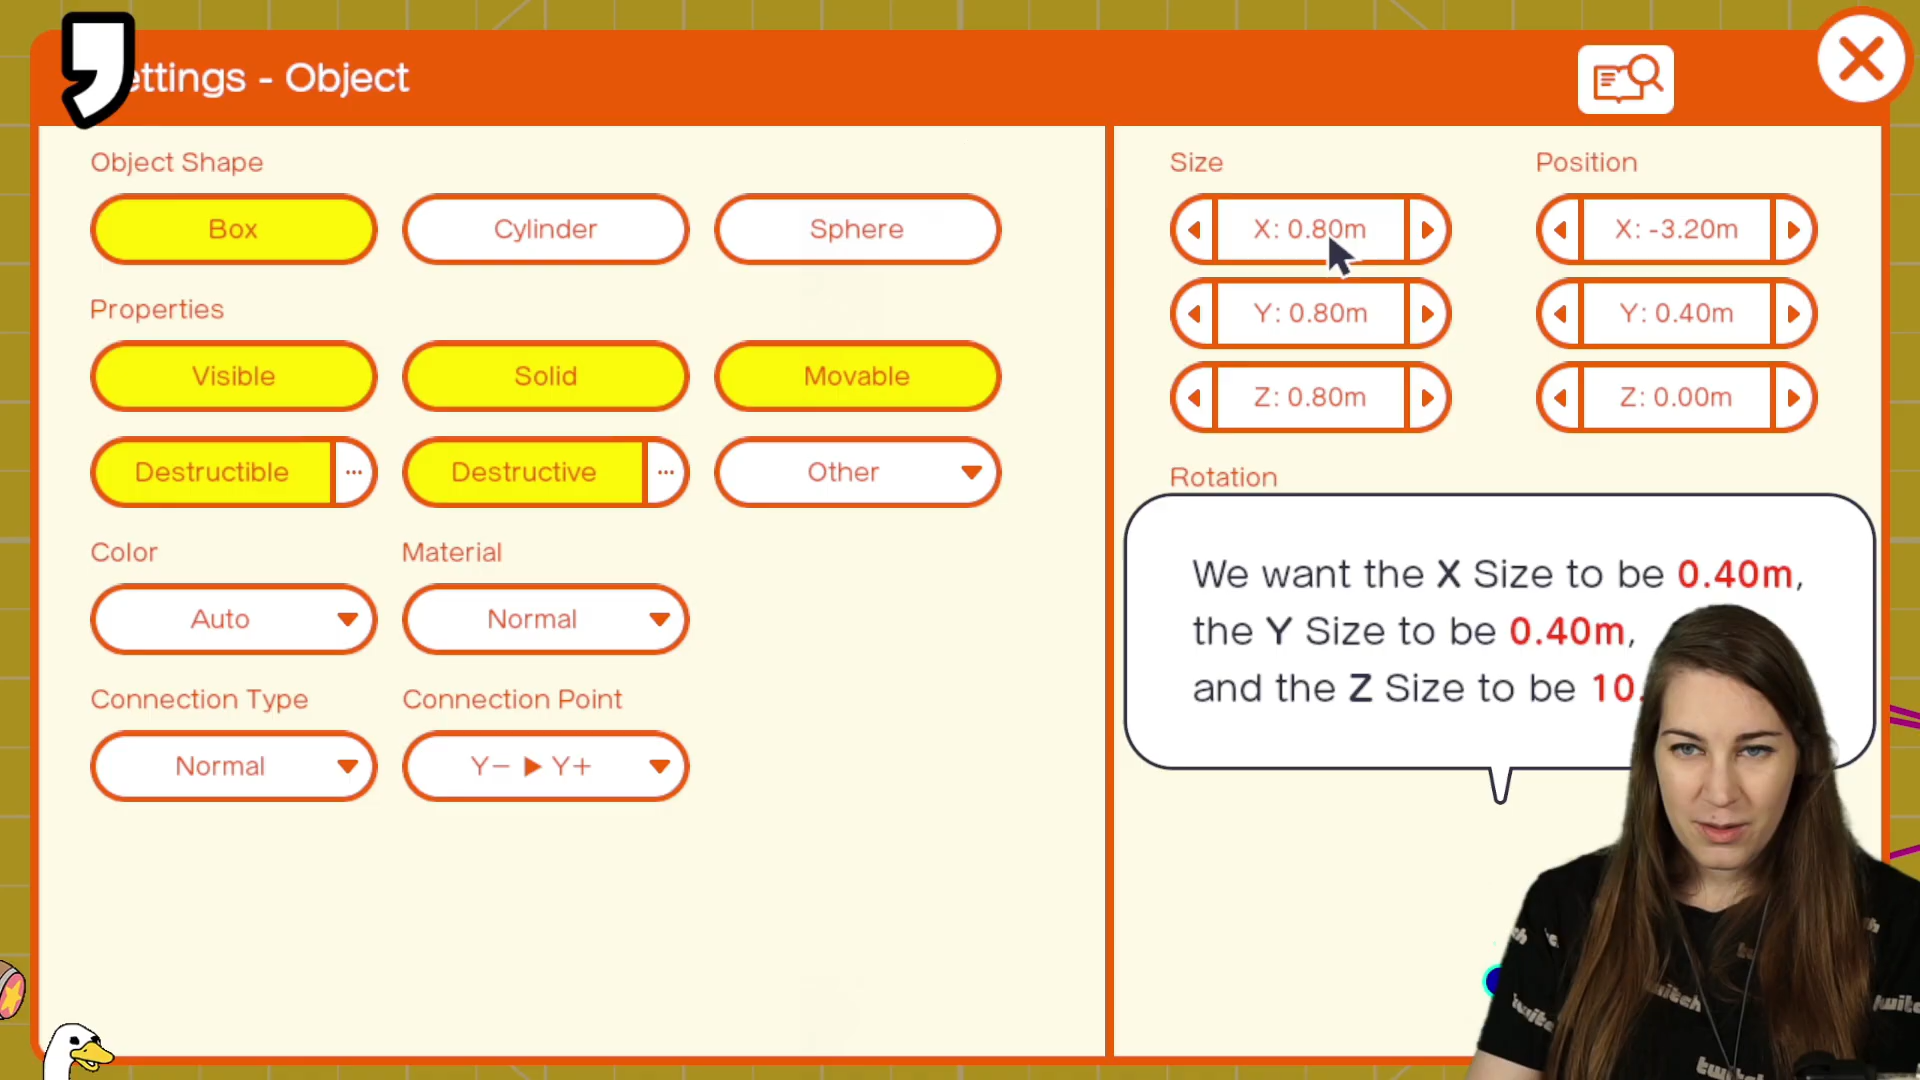 ettings - Object
Object Shape
Box
Cylinder
Sphere
Properties
Visible
Solid
Movable
Destructible
...
Destructive
...
Other
Color
Material
Auto
Normal
Connection Type
Connection Point
Normal
Y− ▶ Y+
Size
Position
X: 0.80m
X: -3.20m
Y: 0.80m
Y: 0.40m
Z: 0.80m
Z: 0.00m
Rotation
We want the X Size to be 0.40m,
the Y Size to be 0.40m,
and the Z Size to be 10.
twitch
twitch